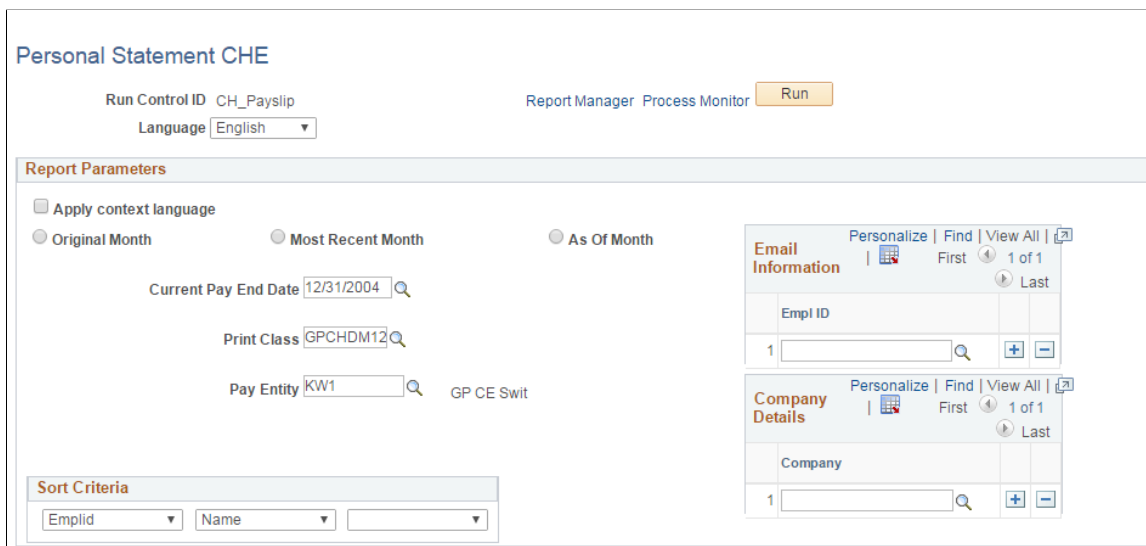 Personal Statement CHE
Run Control ID CH_Payslip Report Manager Process Monitor Run
Language English
Report Parameters
Apply context language
Original Month Most Recent Month As Of Month
Current Pay End Date 12/31/2004
Print Class GPCHDM12
Pay Entity KW1 GP CE Swit
Email Information
Personalize | Find | View All |
| First 1 of 1
Last
Empl ID
1
Company Details
Personalize | Find | View All |
| First 1 of 1
Last
Company
1
Sort Criteria
Emplid Name